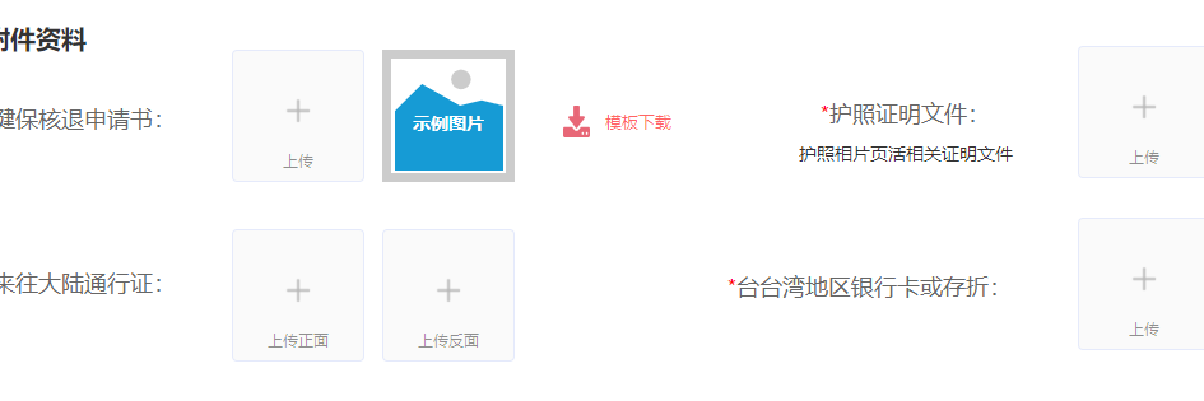 附件资料
健保核退申请书：
上传
示例图片
模板下载
*护照证明文件：
护照相片页活相关证明文件
上传
来往大陆通行证：
上传正面
上传反面
*台台湾地区银行卡或存折：
上传